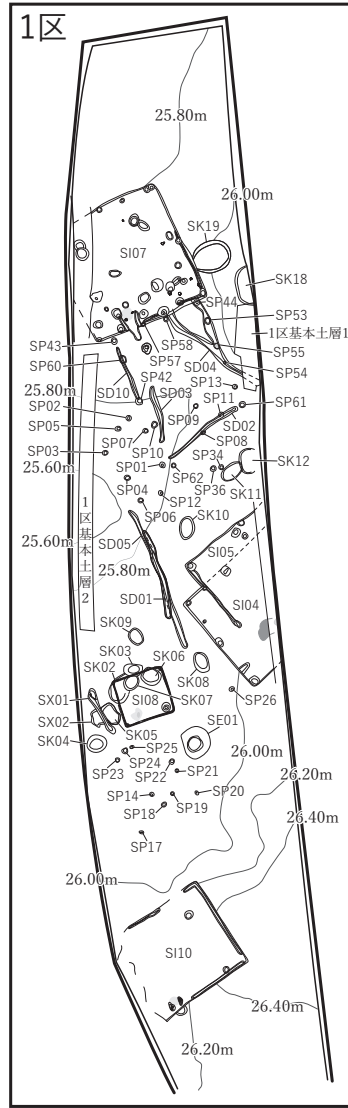 1区
25.80m
26.00m
SK19
SI07
SK18
SP44
SP53
1区基本土層1
SP43
SP58
SP55
SP57
SD04
SP60
SP54
SP42
SP13
25.80m
SD10
SD03
SP61
SP02
SP11
SP09
SD02
SP05
SP07
SP10
SP08
SP03
SP34
SK12
25.60m
SP01
SP62
SP36
SK11
SP04
SP12
SP06
SK10
1区基本土層2
25.60m
SD05
SI05
25.80m
SI04
SD01
SK09
SK03
SK02
SK06
SK08
SX01
SI08
SK07
SP26
SX02
SK05
SE01
SK04
SP25
SP24
26.00m
SP23
SP22
SP21
26.20m
SP14
SP20
SP19
26.40m
SP18
SP17
26.00m
SI10
26.40m
26.20m